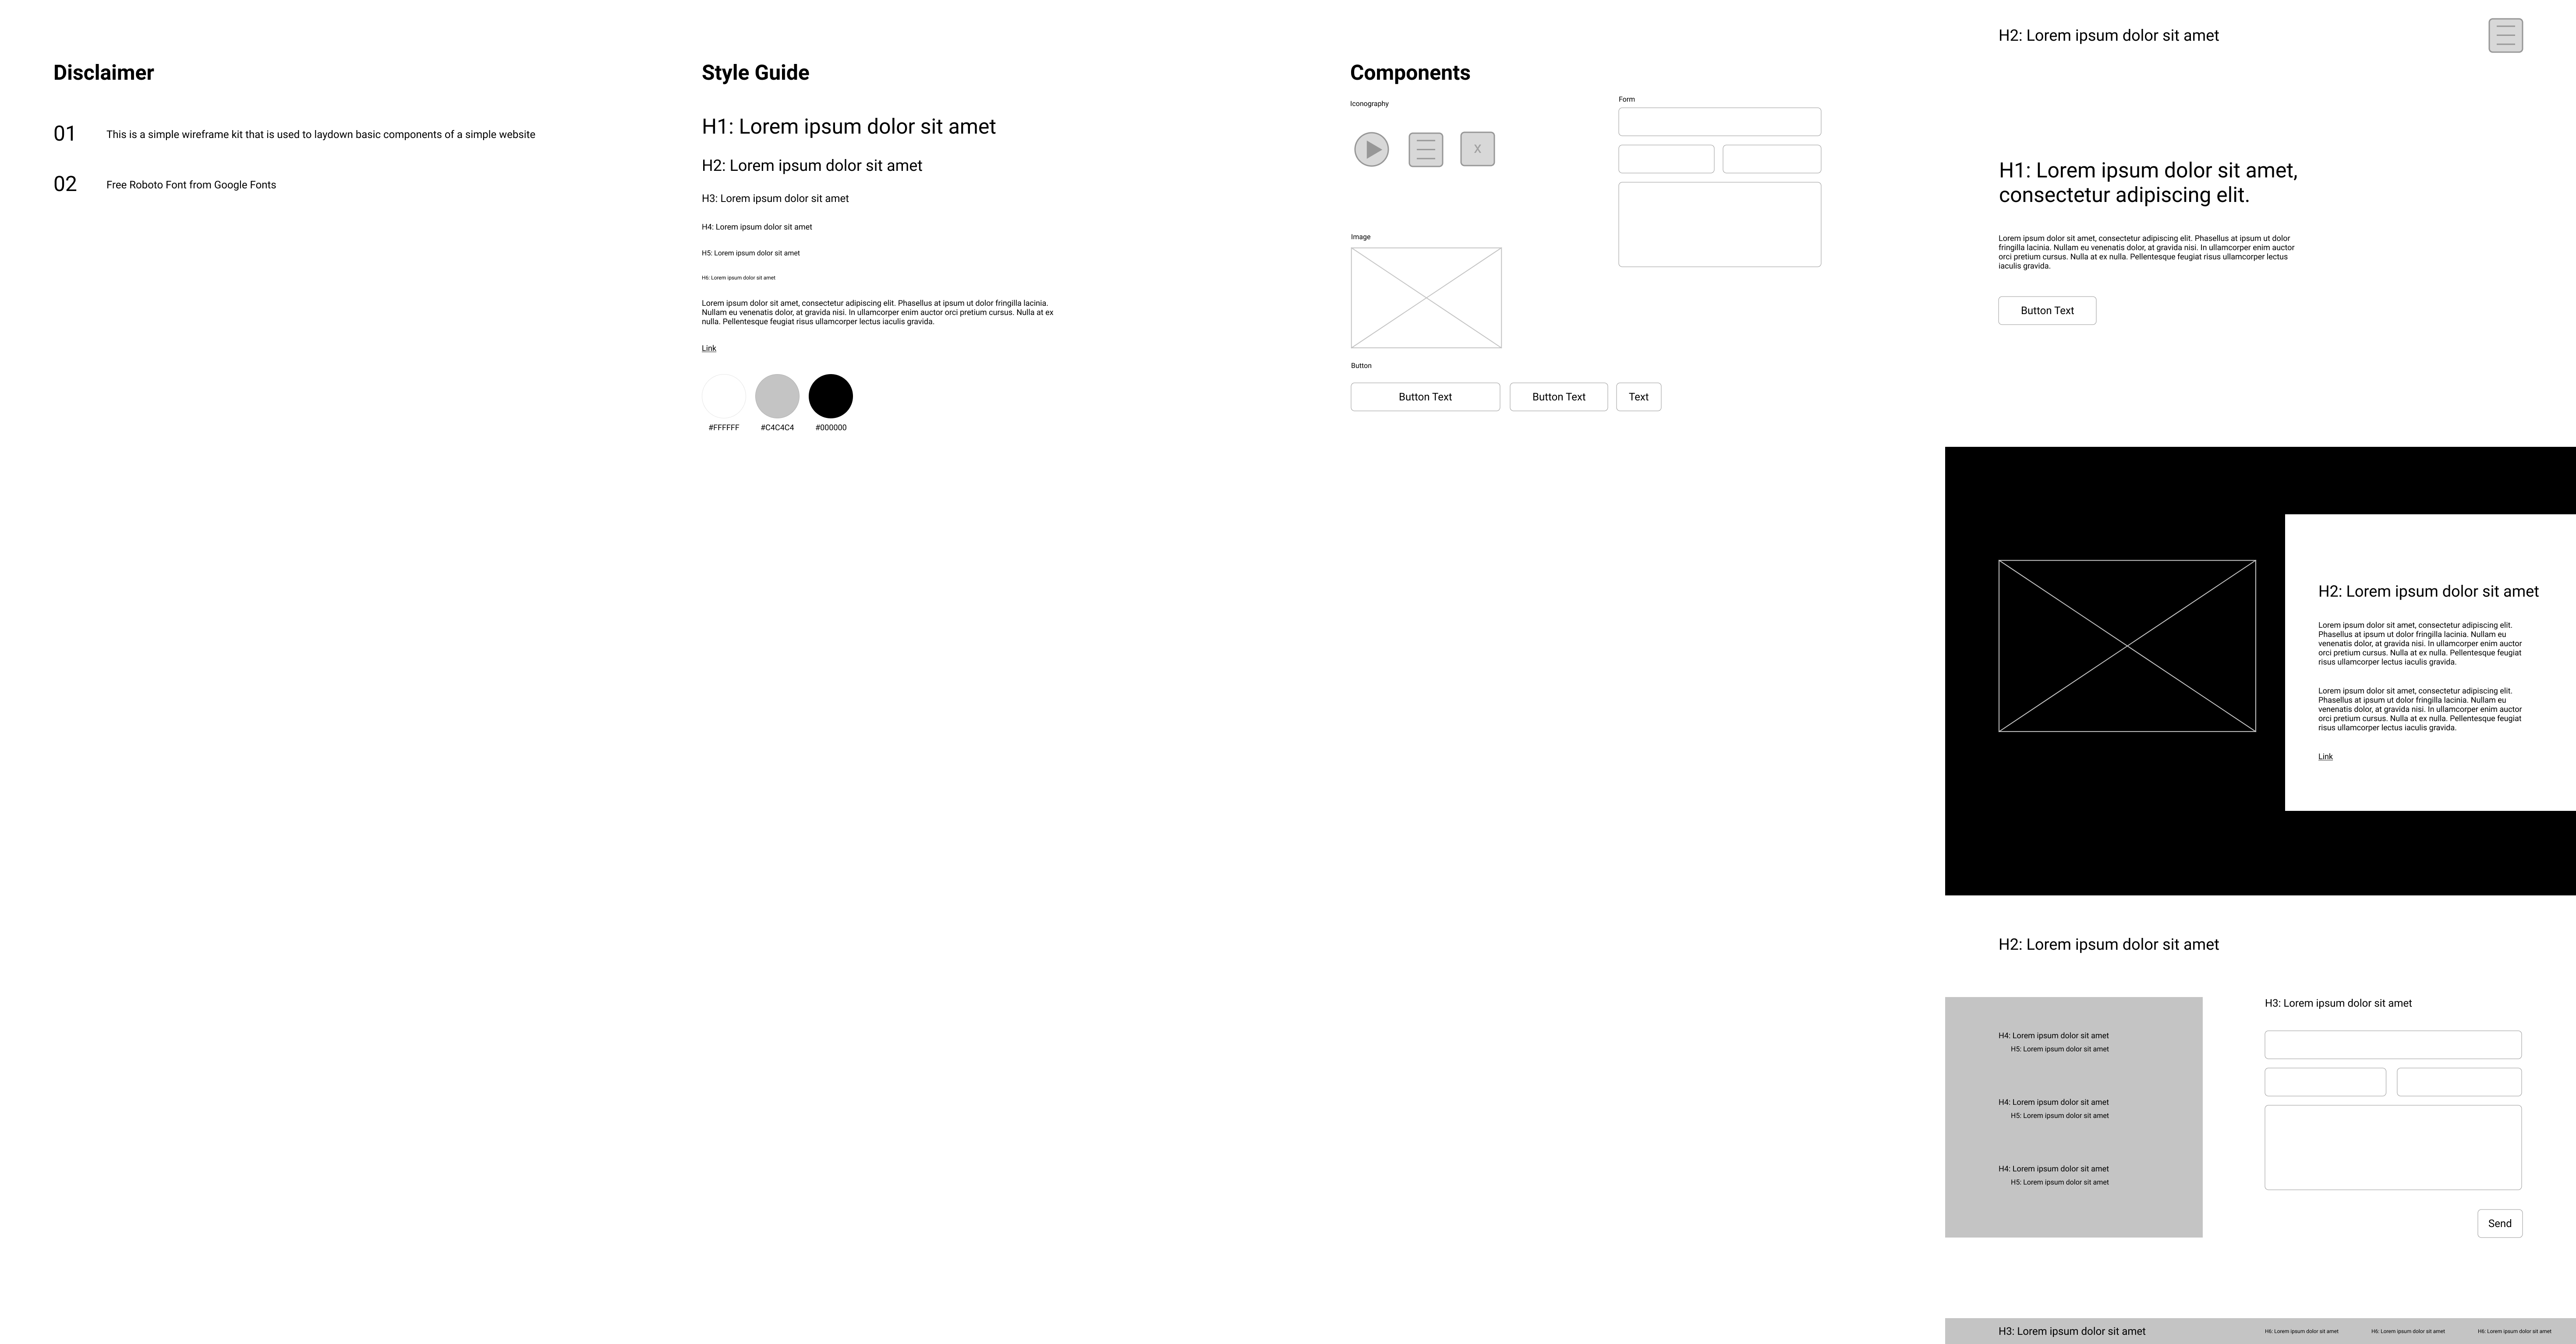 Disclaimer
01
This is a simple wireframe kit that is used to laydown basic components of a simple website
02
Free Roboto Font from Google Fonts
Style Guide
H1: Lorem ipsum dolor sit amet
H2: Lorem ipsum dolor sit amet
H3: Lorem ipsum dolor sit amet
H4: Lorem ipsum dolor sit amet
H5: Lorem ipsum dolor sit amet
H6: Lorem ipsum dolor sit amet
Lorem ipsum dolor sit amet, consectetur adipiscing elit. Phasellus at ipsum ut dolor fringilla lacinia.
Nullam eu venenatis dolor, at gravida nisi. In ullamcorper enim auctor orci pretium cursus. Nulla at ex
nulla. Pellentesque feugiat risus ullamcorper lectus iaculis gravida.
Link
#FFFFFF
#C4C4C4
#000000
Components
Iconography
X
Image
Button
Button Text
Button Text
Text
Form
H2: Lorem ipsum dolor sit amet
H1: Lorem ipsum dolor sit amet,
consectetur adipiscing elit.
Lorem ipsum dolor sit amet, consectetur adipiscing elit. Phasellus at ipsum ut dolor
fringilla lacinia. Nullam eu venenatis dolor, at gravida nisi. In ullamcorper enim auctor
orci pretium cursus. Nulla at ex nulla. Pellentesque feugiat risus ullamcorper lectus
iaculis gravida.
Button Text
H2: Lorem ipsum dolor sit amet
Lorem ipsum dolor sit amet, consectetur adipiscing elit.
Phasellus at ipsum ut dolor fringilla lacinia. Nullam eu
venenatis dolor, at gravida nisi. In ullamcorper enim auctor
orci pretium cursus. Nulla at ex nulla. Pellentesque feugiat
risus ullamcorper lectus iaculis gravida.
Lorem ipsum dolor sit amet, consectetur adipiscing elit.
Phasellus at ipsum ut dolor fringilla lacinia. Nullam eu
venenatis dolor, at gravida nisi. In ullamcorper enim auctor
orci pretium cursus. Nulla at ex nulla. Pellentesque feugiat
risus ullamcorper lectus iaculis gravida.
Link
H2: Lorem ipsum dolor sit amet
H4: Lorem ipsum dolor sit amet
H5: Lorem ipsum dolor sit amet
H4: Lorem ipsum dolor sit amet
H5: Lorem ipsum dolor sit amet
H4: Lorem ipsum dolor sit amet
H5: Lorem ipsum dolor sit amet
H3: Lorem ipsum dolor sit amet
Send
H3: Lorem ipsum dolor sit amet
H6: Lorem ipsum dolor sit amet
H6: Lorem ipsum dolor sit amet
H6: Lorem ipsum dolor sit amet